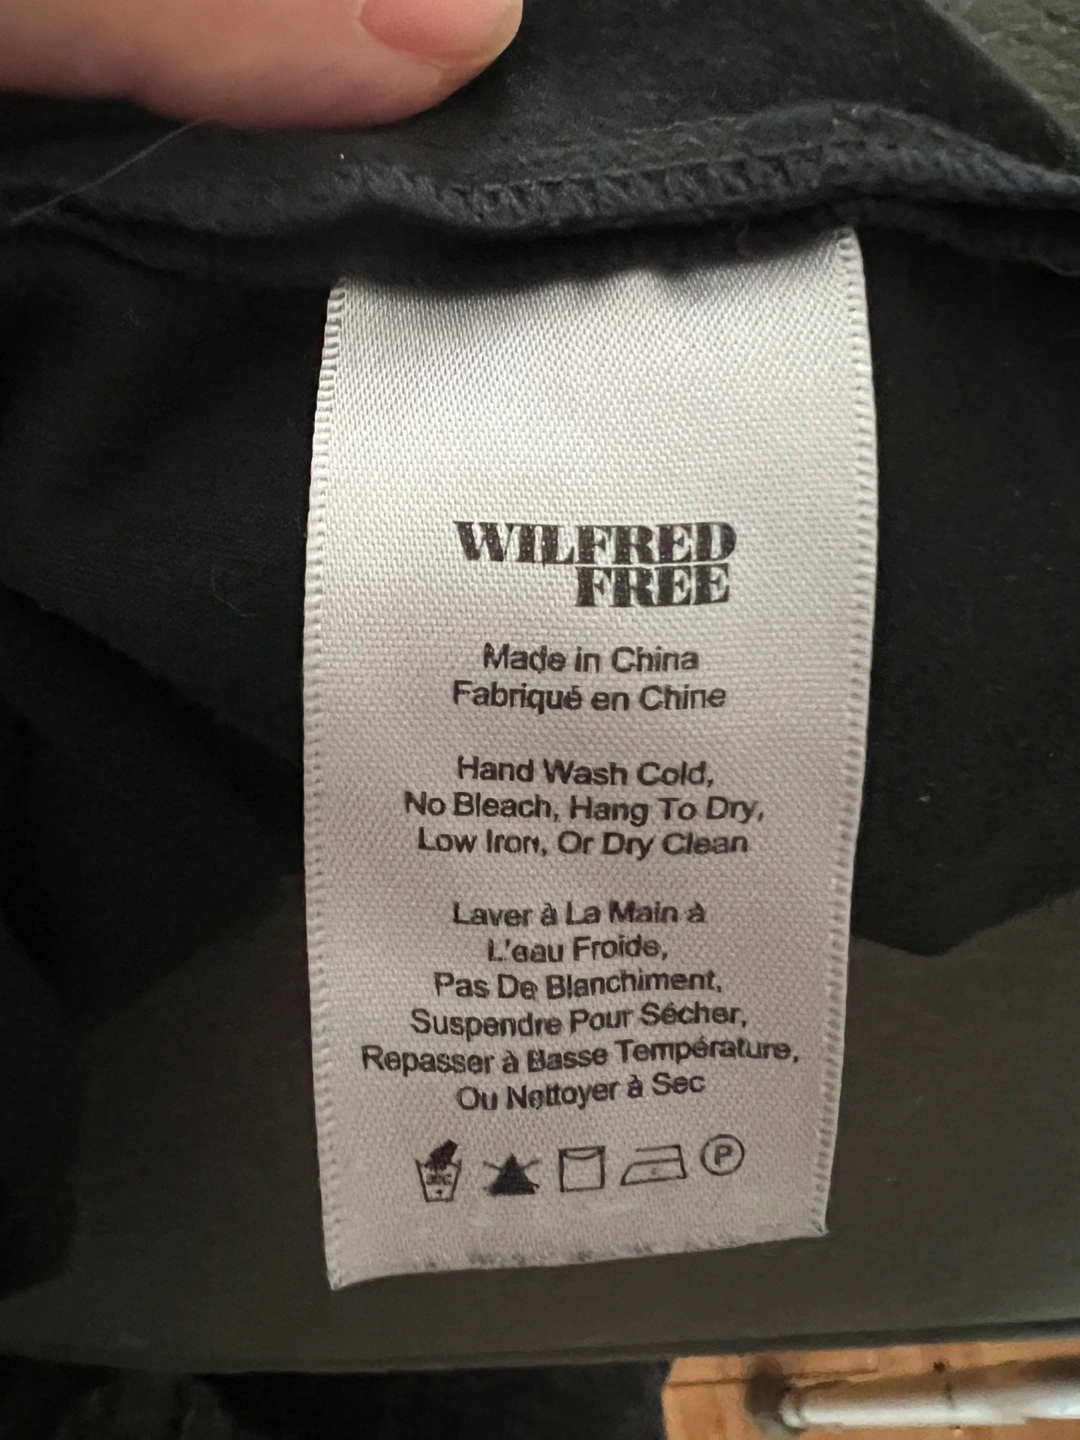 WILFRED
FREE
Made in China
Fabriqué en Chine
Hand Wash Cold,
No Bleach, Hang To Dry,
Low Iron, Or Dry Clean
Laver à La Main à
L'eau Froide,
Pas De Blanchiment,
Suspendre Pour Sécher,
Repasser à Basse Température,
Ou Nettoyer à Sec
P